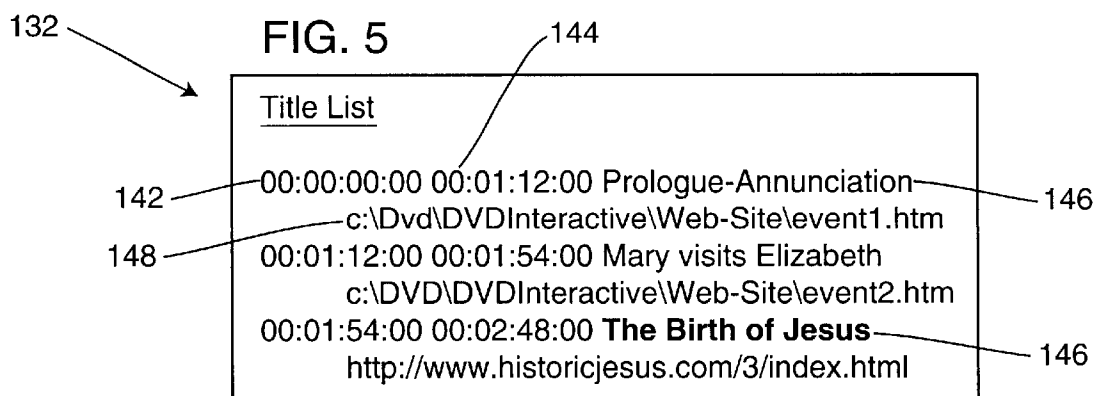 132
FIG. 5
144
Title List
142
00:00:00:00 00:01:12:00 Prologue-Annunciation
146
c:\Dvd\DVDInteractive\Web-Site\event1.htm
148
00:01:12:00 00:01:54:00 Mary visits Elizabeth
c:\DVD\DVDInteractive\Web-Site\event2.htm
00:01:54:00 00:02:48:00 The Birth of Jesus
146
http://www.historicjesus.com/3/index.html